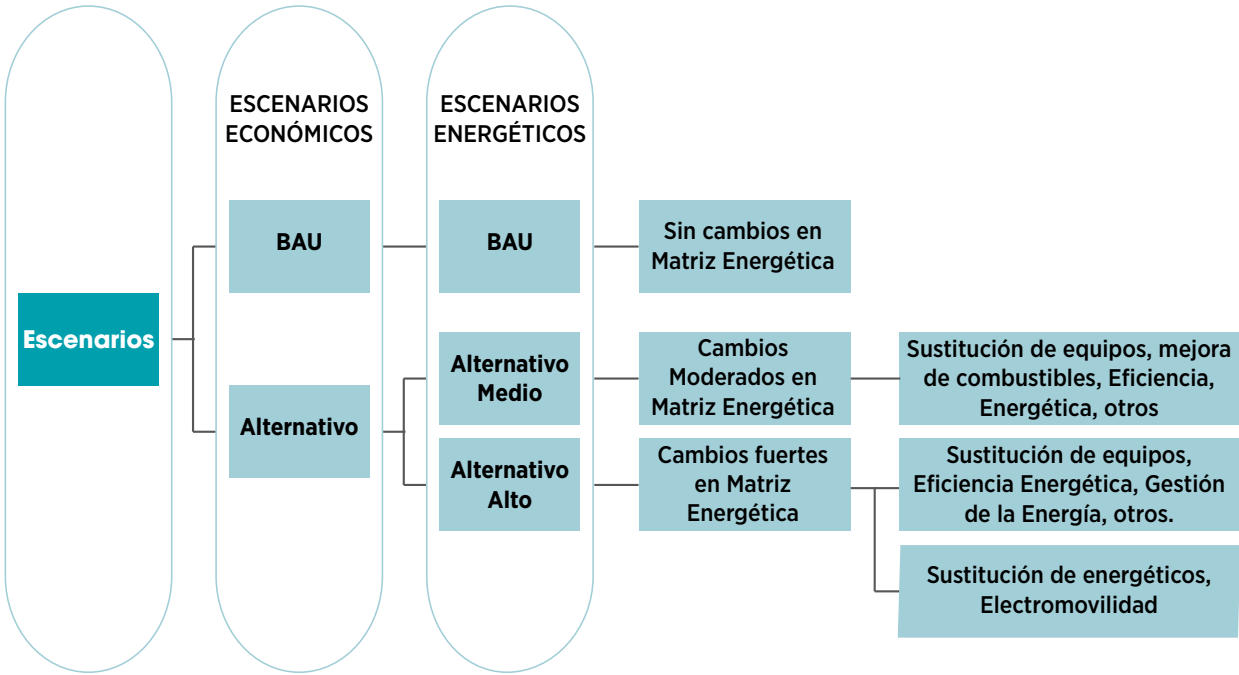 ESCENARIOS
ECONÓMICOS
ESCENARIOS
ENERGÉTICOS
Escenarios
BAU
BAU
Sin cambios en
Matriz Energética
Alternativo
Alternativo
Medio
Cambios
Moderados en
Matriz Energética
Sustitución de equipos, mejora
de combustibles, Eficiencia,
Energética, otros
Alternativo
Alto
Cambios fuertes
en Matriz
Energética
Sustitución de equipos,
Eficiencia Energética, Gestión
de la Energía, otros.
Sustitución de energéticos,
Electromovilidad